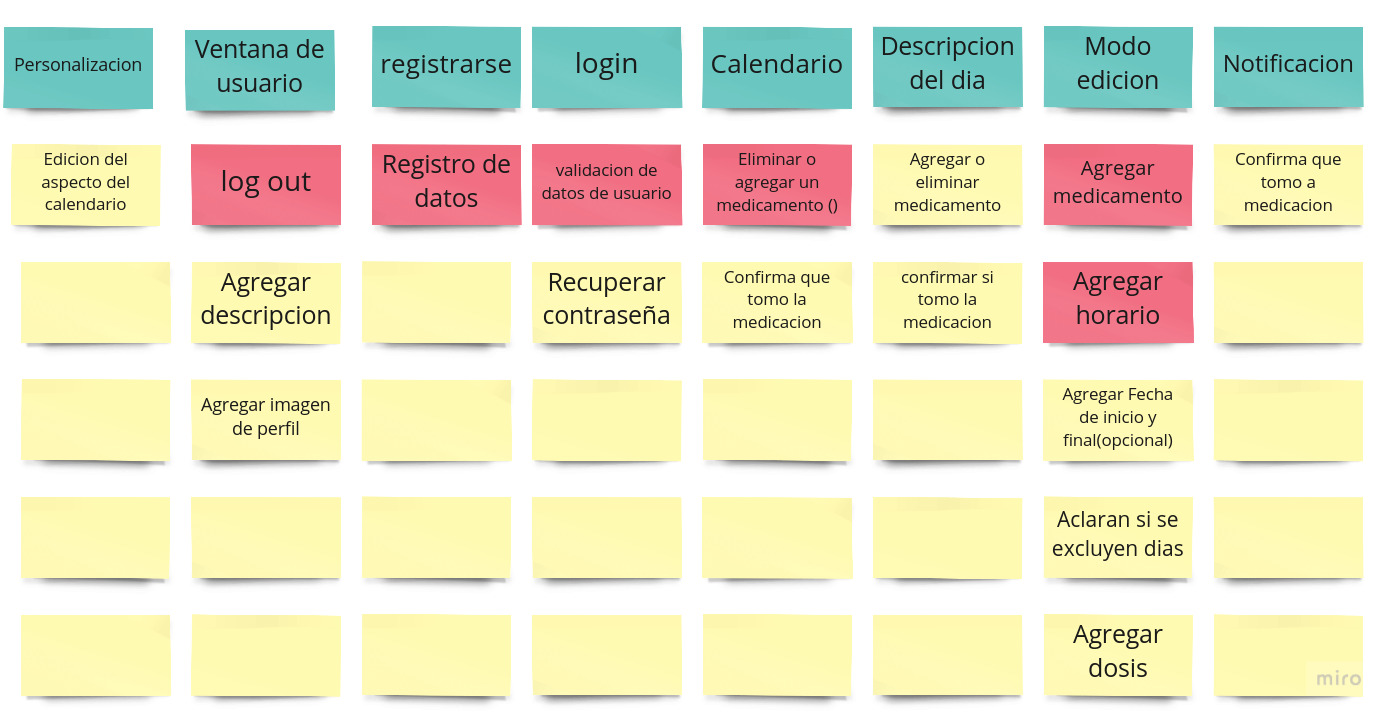 Personalizacion
Ventana de
usuario
registrarse
login
Calendario
Descripcion
del dia
Modo
edicion
Notificacion
Edicion del
aspecto del
calendario
log out
Registro de
datos
validacion de
datos de usuario
Eliminar o
agregar un
medicamento ()
Agregar o
eliminar
medicamento
Agregar
medicamento
Confirma que
tomo a
medicacion
Agregar
descripcion
Recuperar
contraseña
Confirma que
tomo la
medicacion
confirmar si
tomo la
medicacion
Agregar
horario
Agregar imagen
de perfil
Agregar Fecha
de inicio y
final(opcional)
Aclaran si se
excluyen dias
Agregar
dosis
miro